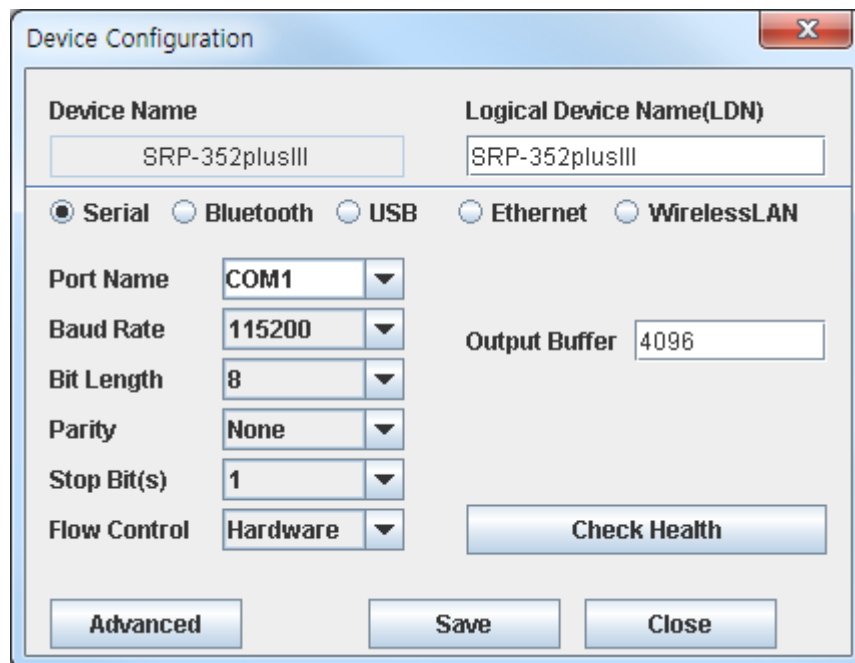 Device Configuration
Device Name Logical Device Name(LDN)
SRP-352plusIII SRP-352plusIII
Serial Bluetooth USB Ethernet WirelessLAN
Port Name COM1
Baud Rate 115200
Output Buffer 4096
Bit Length 8
Parity None
Stop Bit(s) 1
Flow Control Hardware Check Health
Advanced Save Close